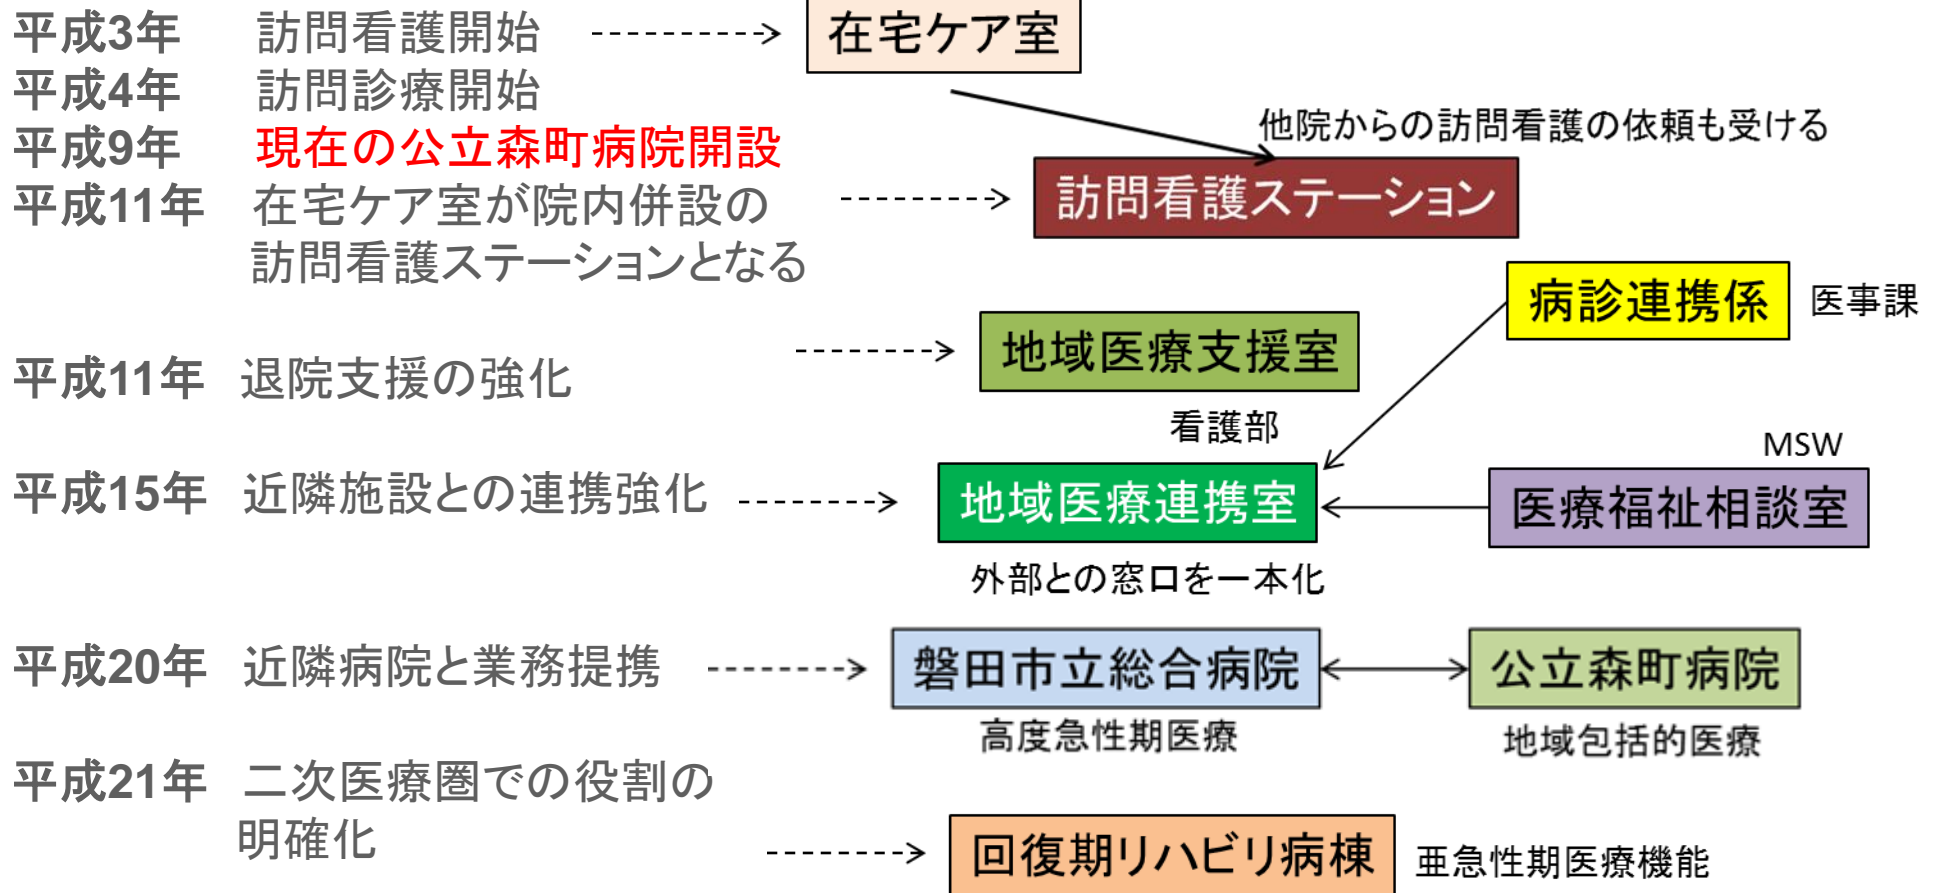 平成3年 訪問看護開始 在宅ケア室
平成4年 訪問診療開始
他院からの訪問看護の依頼も受ける
平成9年 現在の公立森町病院開設
平成11年 在宅ケア室が院内併設の
訪問看護ステーションとなる
訪問看護ステーション
病診連携係 医事課
地域医療支援室
平成11年 退院支援の強化
看護部
MSW
平成15年 近隣施設との連携強化 地域医療連携室 医療福祉相談室
外部との窓口を一本化
平成20年 近隣病院と業務提携 磐田市立総合病院 公立森町病院
高度急性期医療 地域包括的医療
平成21年 二次医療圏での役割の
明確化
回復期リハビリ病棟 亜急性期医療機能